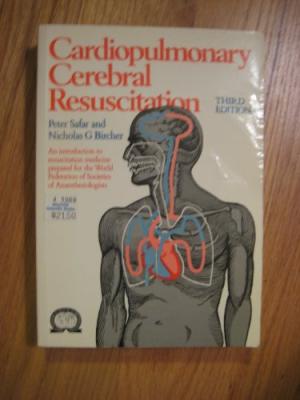 Cardiopulmonary
Cerebral
Resuscitation
THIRD
EDITION
Peter Safar and
Nicholas G Bircher
An introduction to
resuscitation medicine
prepared for the World
Federation of Societies
of Anaesthesiologists